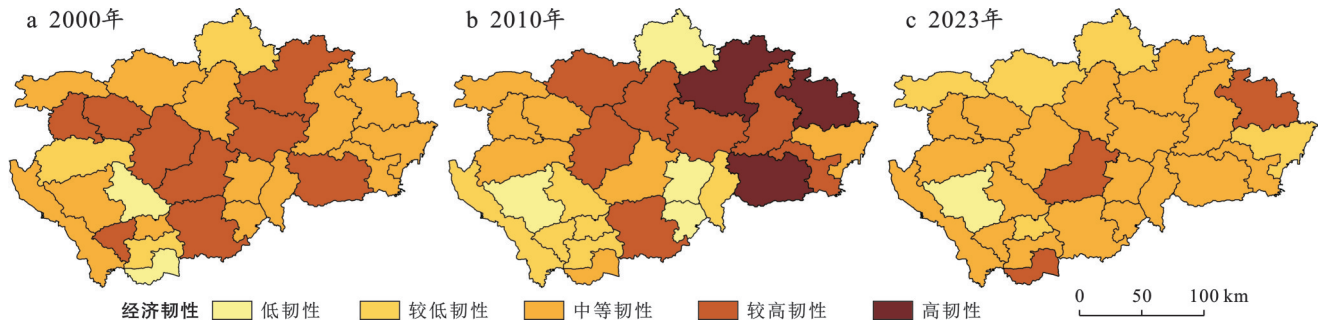 a 2000年
b 2010年
c 2023年
经济韧性 低韧性 较低韧性 中等韧性 较高韧性 高韧性
0 50 100 km